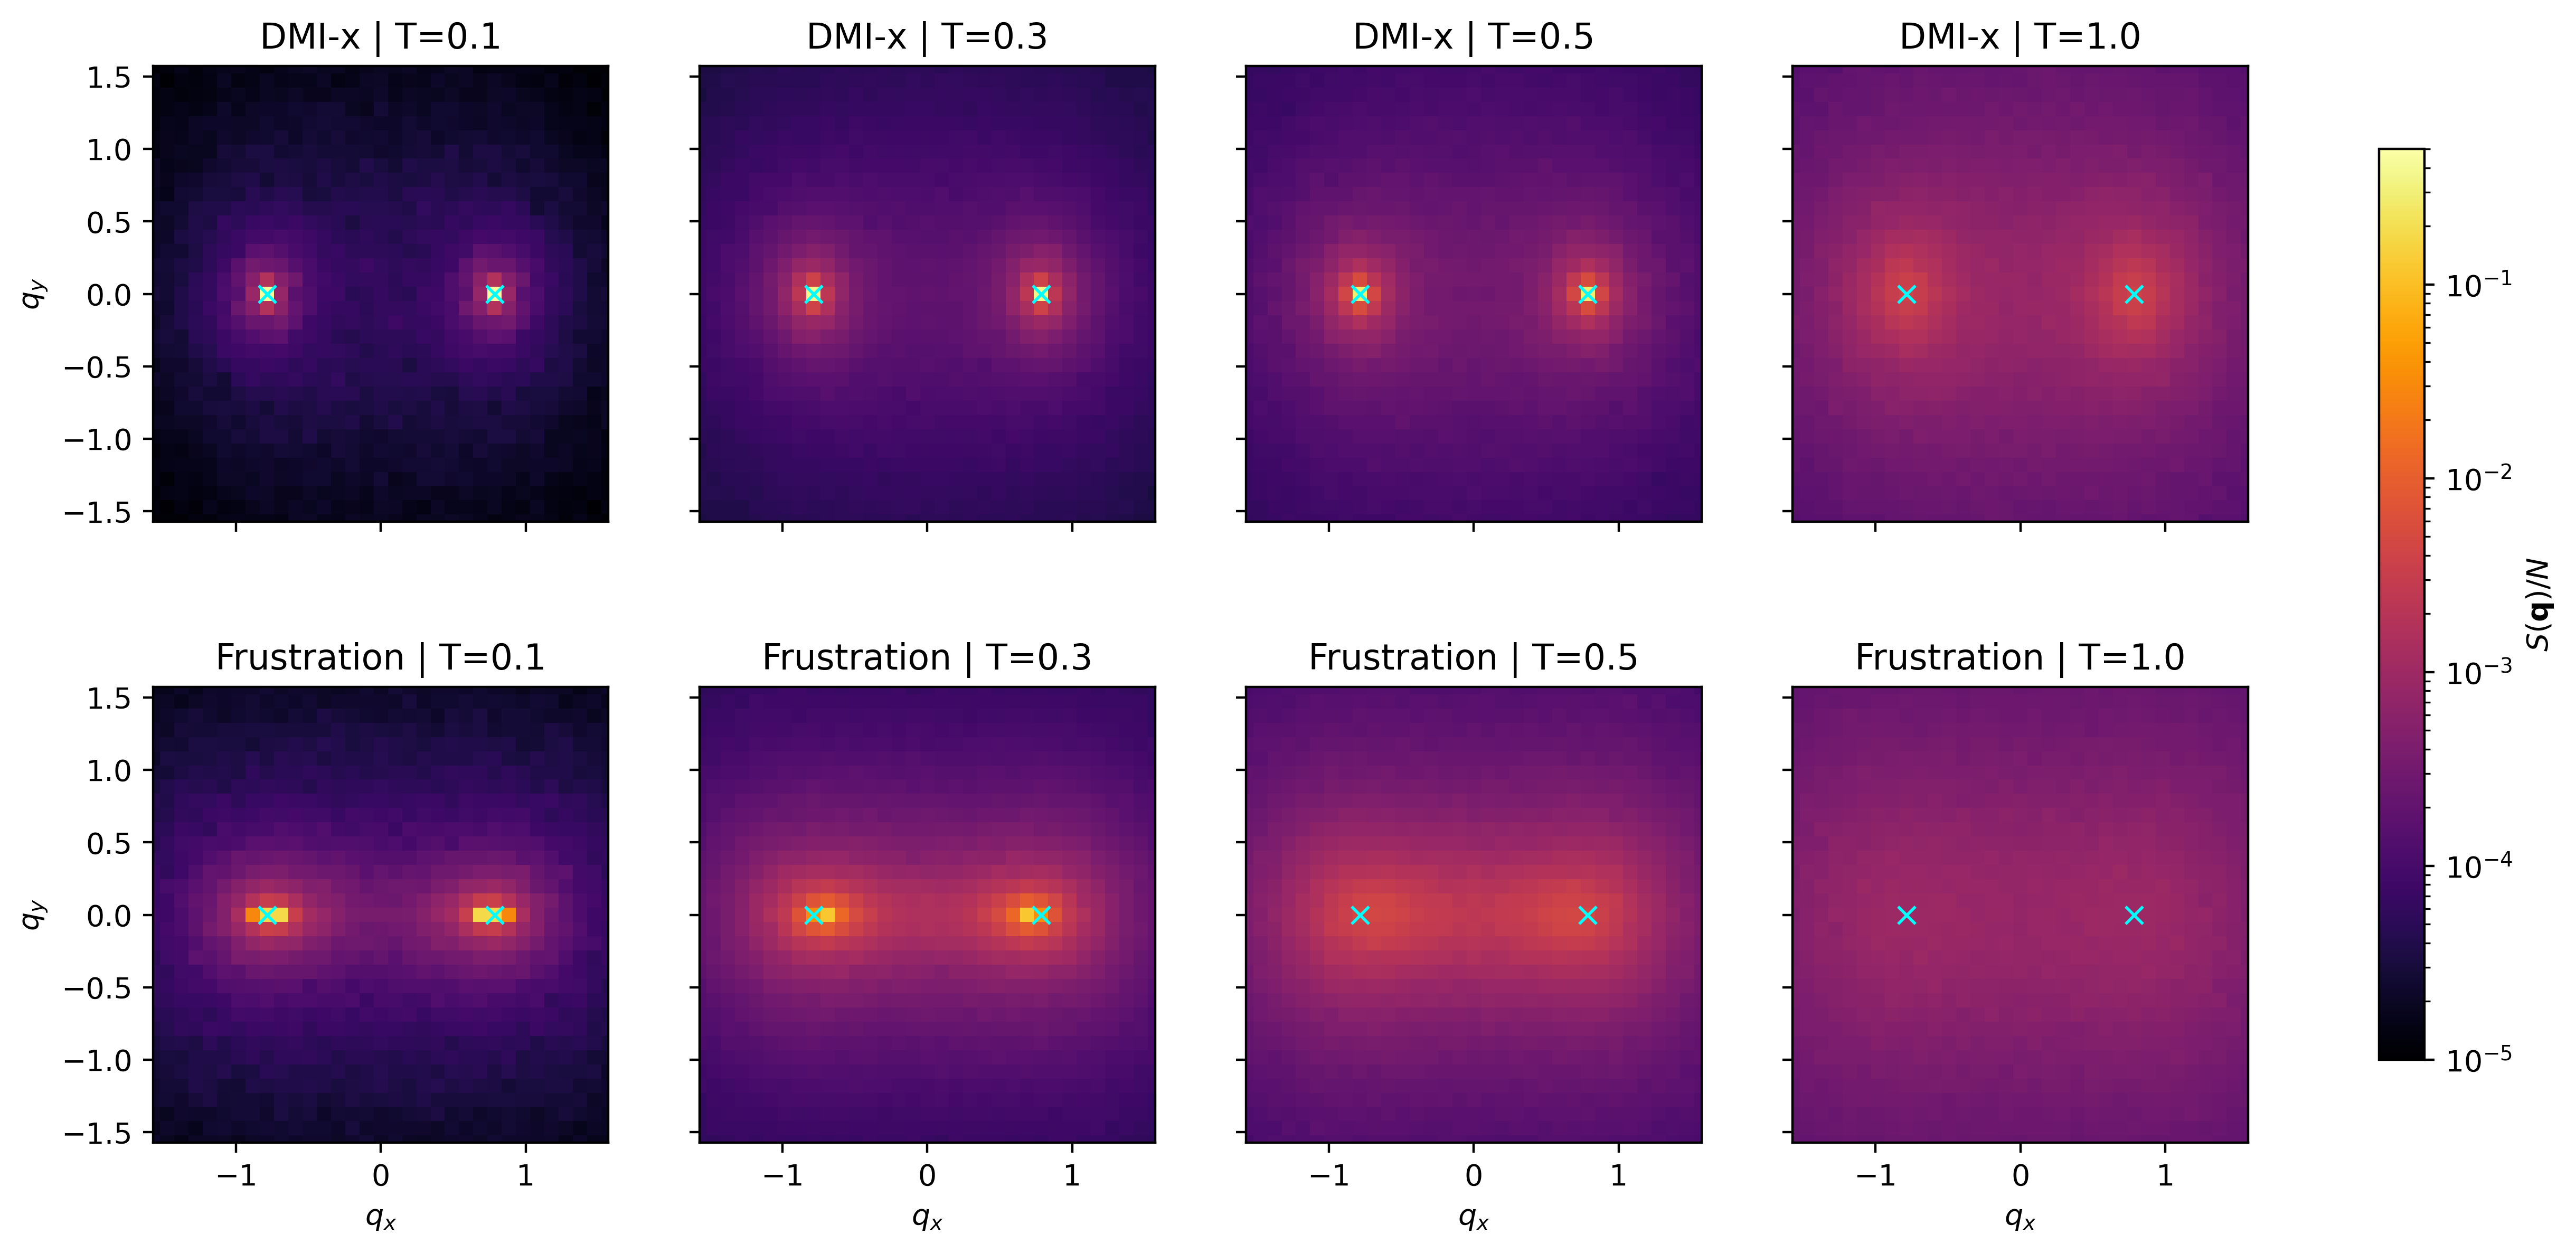 DMI-x | T=0.1
DMI-x | T=0.3
DMI-x | T=0.5
DMI-x | T=1.0
1.5
1.0
0.5
0.0
−0.5
−1.0
−1.5
q_y
Frustration | T=0.1
Frustration | T=0.3
Frustration | T=0.5
Frustration | T=1.0
1.5
1.0
0.5
0.0
−0.5
−1.0
−1.5
q_y
−1 0 1
−1 0 1
−1 0 1
−1 0 1
q_x
q_x
q_x
q_x
10⁻¹
10⁻²
10⁻³
10⁻⁴
10⁻⁵
S(𝐪)/N